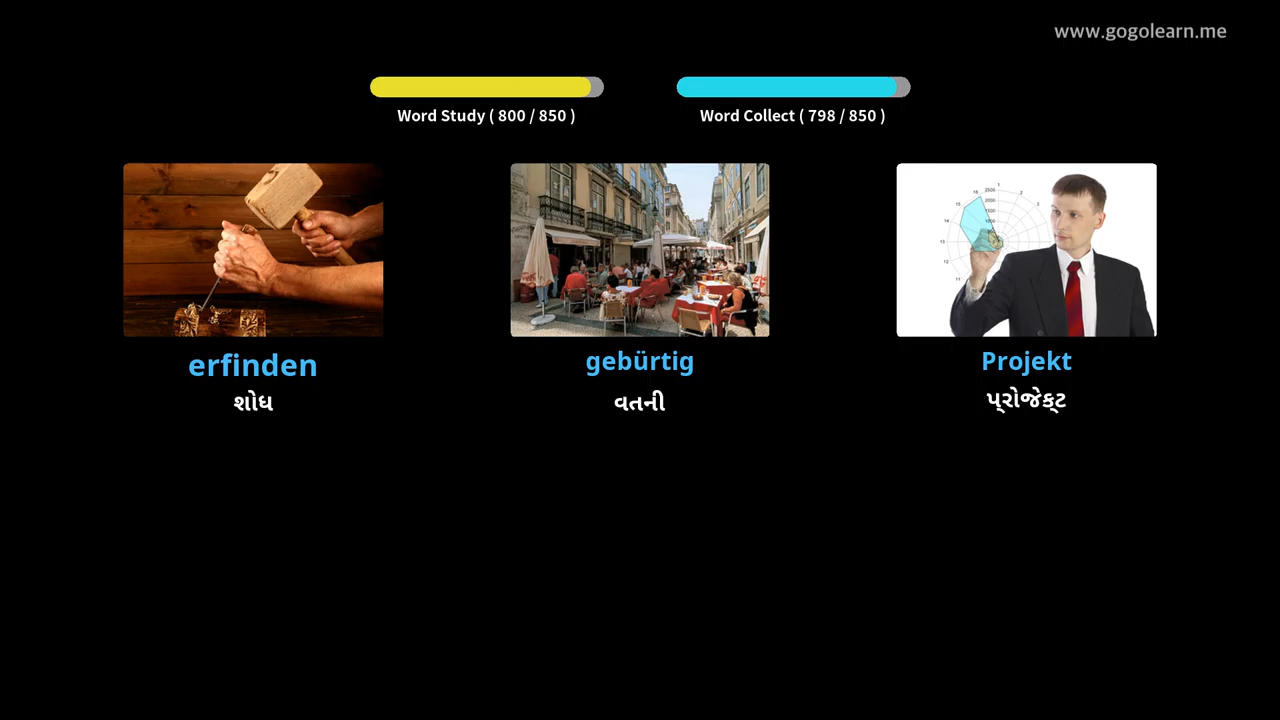 www.gogolearn.me
Word Study ( 800 / 850 )
Word Collect ( 798 / 850 )
erfinden
શોધ
gebürtig
વતની
Projekt
પ્રોજેક્ટ